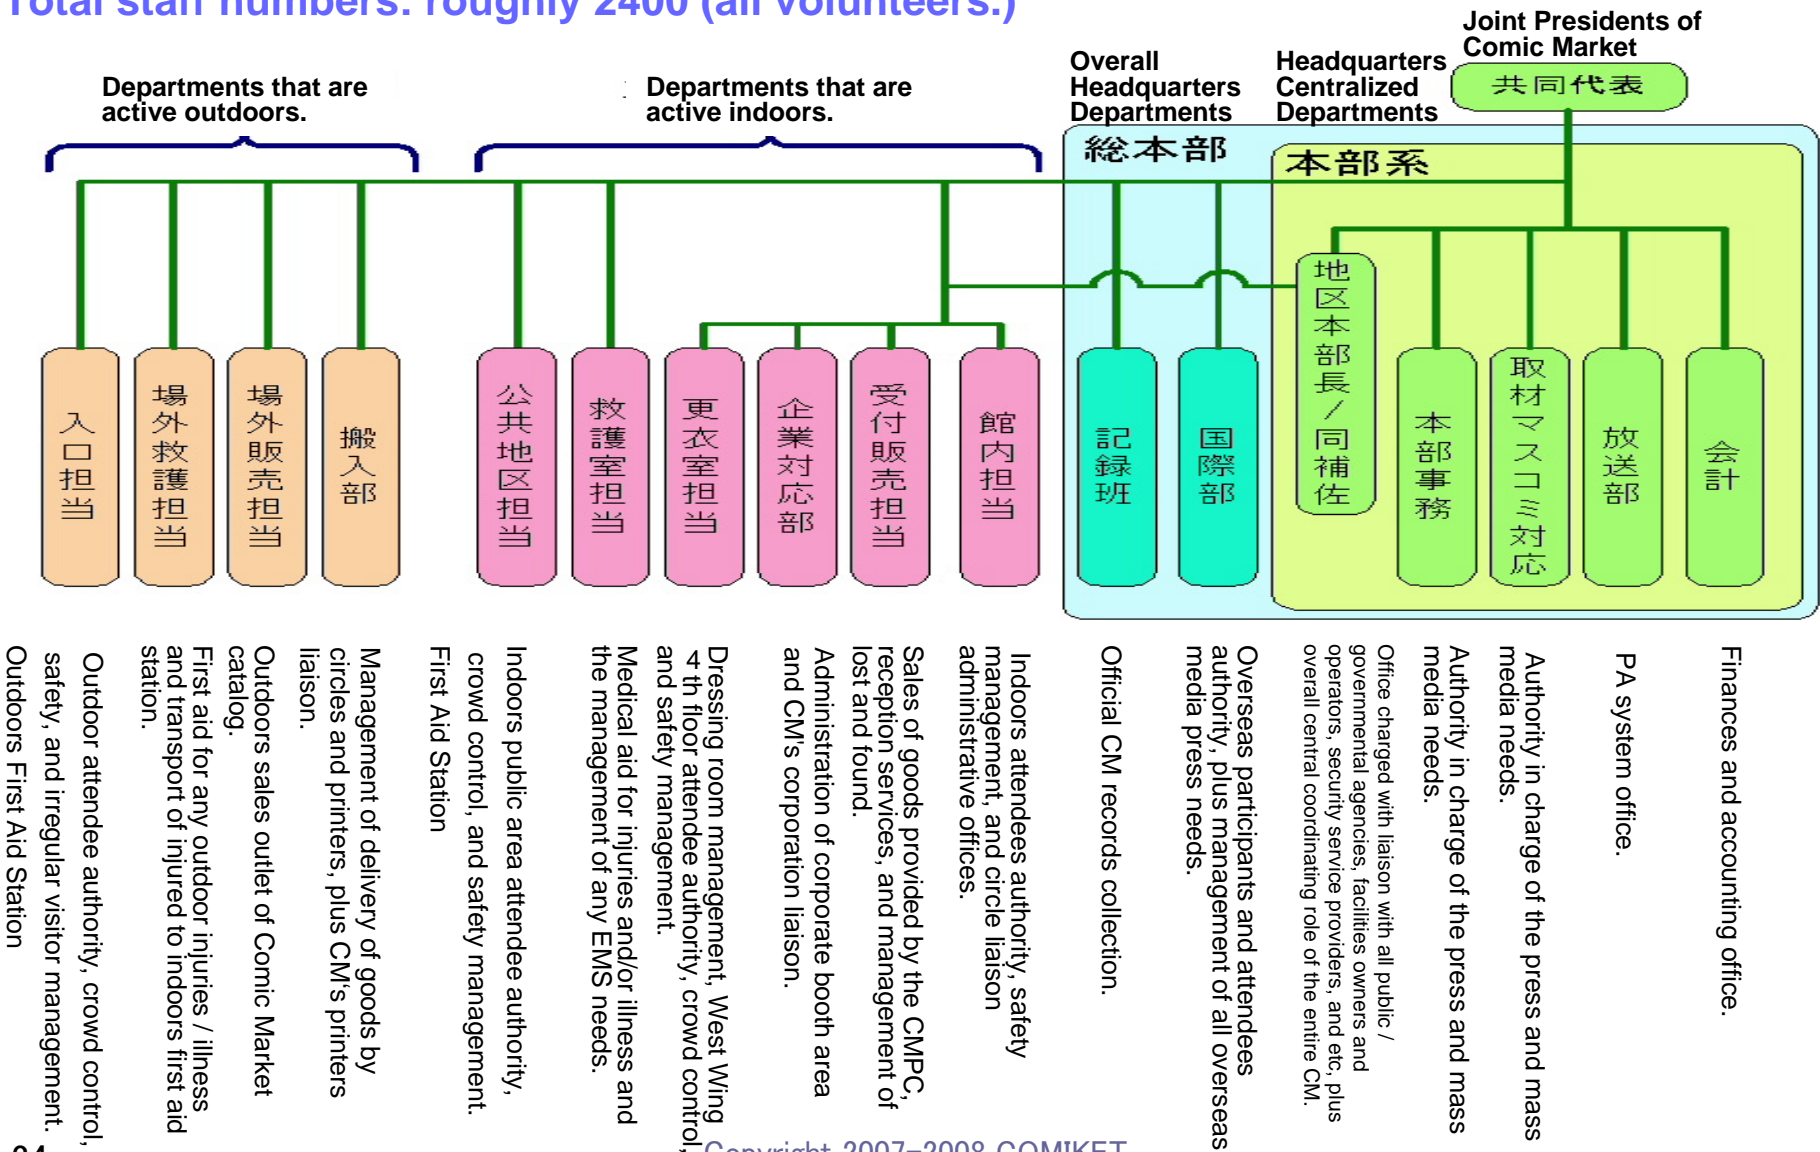 Total staff numbers: roughly 2400 (all volunteers.)
Joint Presidents of
Comic Market
共同代表
Departments that are
active outdoors.
Departments that are
active indoors.
Overall
Headquarters
Departments
Headquarters
Centralized
Departments
総本部
本部系
入口担当
場外救護担当
場外販売担当
搬入部
公共地区担当
救護室担当
更衣室担当
企業対応部
受付販売担当
館内担当
記録班
国際部
地区本部長/同補佐
本部事務
取材マスコミ対応
放送部
会計
Outdoors First Aid Station
Outdoor attendee authority, crowd control,
safety, and irregular visitor management.
First aid for any outdoor injuries / illness
and transport of injured to indoors first aid
station.
Outdoors sales outlet of Comic Market
catalog.
Management of delivery of goods by
circles and printers, plus CM's printers
liaison.
First Aid Station
Indoors public area attendee authority,
crowd control, and safety management.
Medical aid for injuries and/or illness and
the management of any EMS needs.
Dressing room management, West Wing
4 th floor attendee authority, crowd control,
and safety management.
Administration of corporate booth area
and CM's corporation liaison.
Sales of goods provided by the CMPC,
reception services, and management of
lost and found.
Indoors attendees authority, safety
management, and circle liaison
administrative offices.
Official CM records collection.
Overseas participants and attendees
authority, plus management of all overseas
media press needs.
Office charged with liaison with all public /
governmental agencies, facilities owners and
operators, security service providers, and etc, plus
overall central coordinating role of the entire CM.
Authority in charge of the press and mass
media needs.
Authority in charge of the press and mass
media needs.
PA system office.
Finances and accounting office.
Copyright 2007-2008 COMIKET